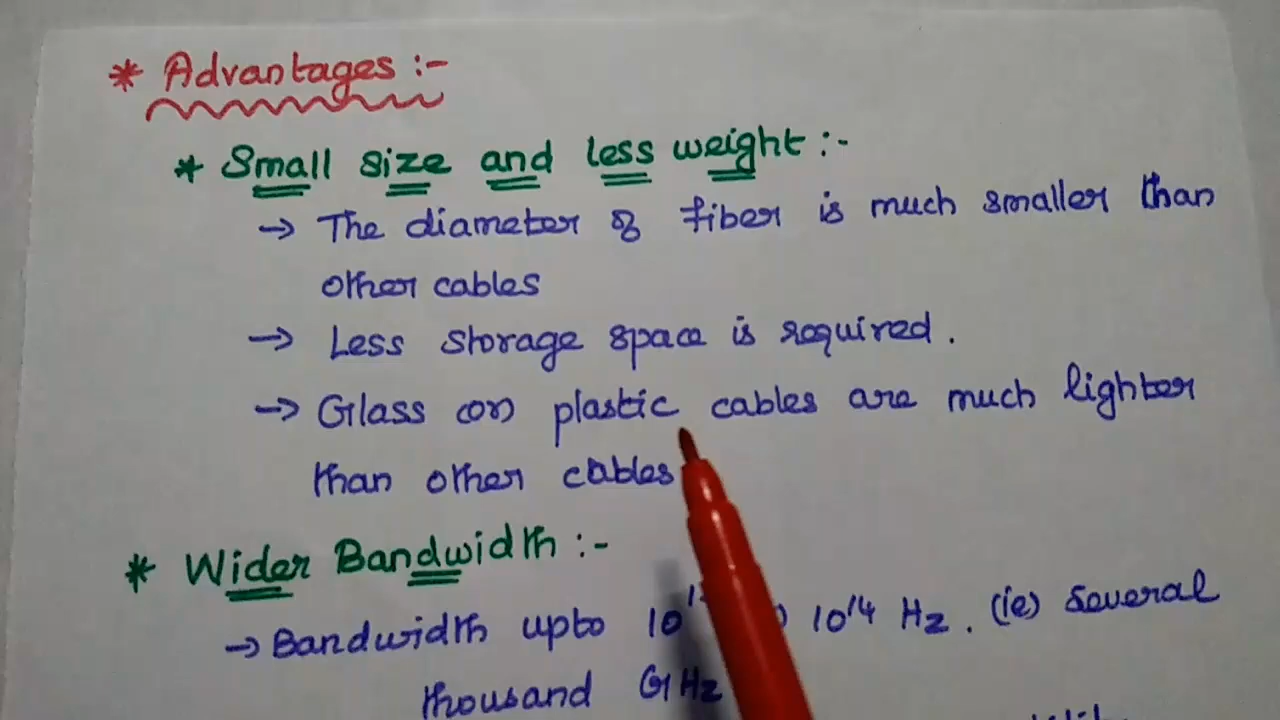 * Advantages :-
* Small size and less weight :-
→ The diameter of fiber is much smaller than
other cables
→ Less storage space is required.
→ Glass (or) plastic cables are much lighter
than other cables
* Wider Bandwidth :-
→ Bandwidth upto 10¹⁴ Hz. (ie) Several
thousand GHz